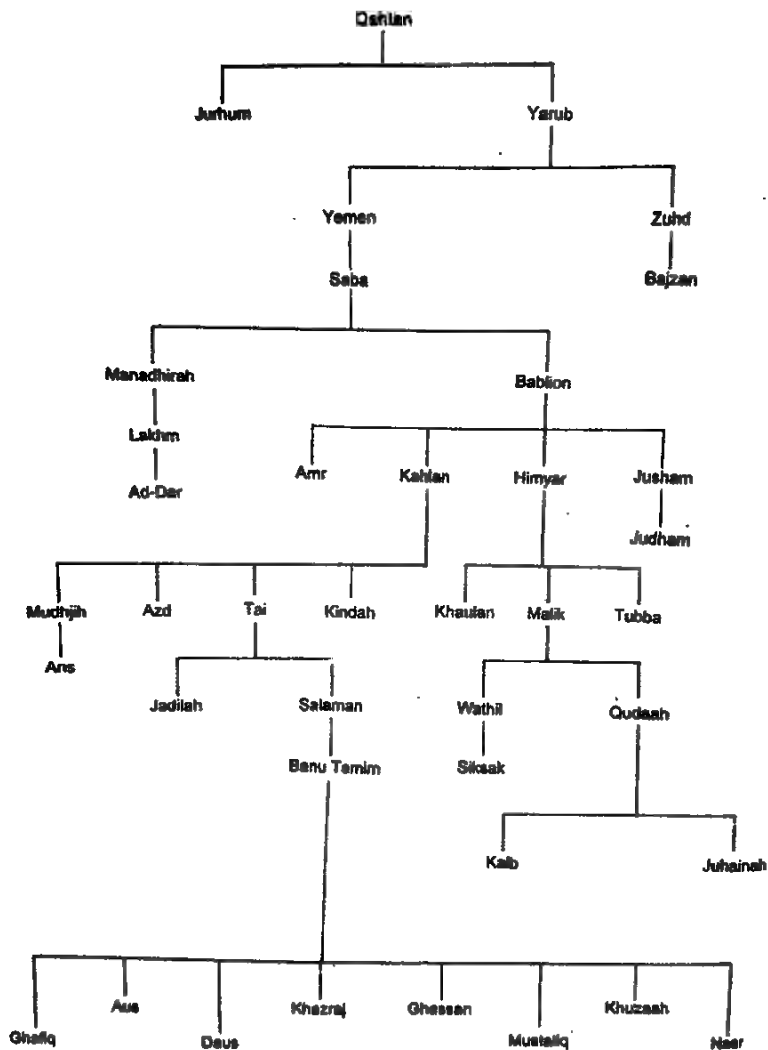 Qahlan
Jurhum Yarub
Yemen Zuhd
Saba Bajzan
Manadhirah Bablion
Lakhm
Amr Kahlan Himyar Jusham
Ad-Dar
Judham
Mudhjih Azd Tai Kindah Khaulan Malik Tubba
Ans
Jadilah Salaman Wathil Qudaah
Banu Tamim Siksak
Kalb Juhainah
Aus Khazraj Ghassan Khuzaah
Ghafiq Daus Mustaliq Nasr